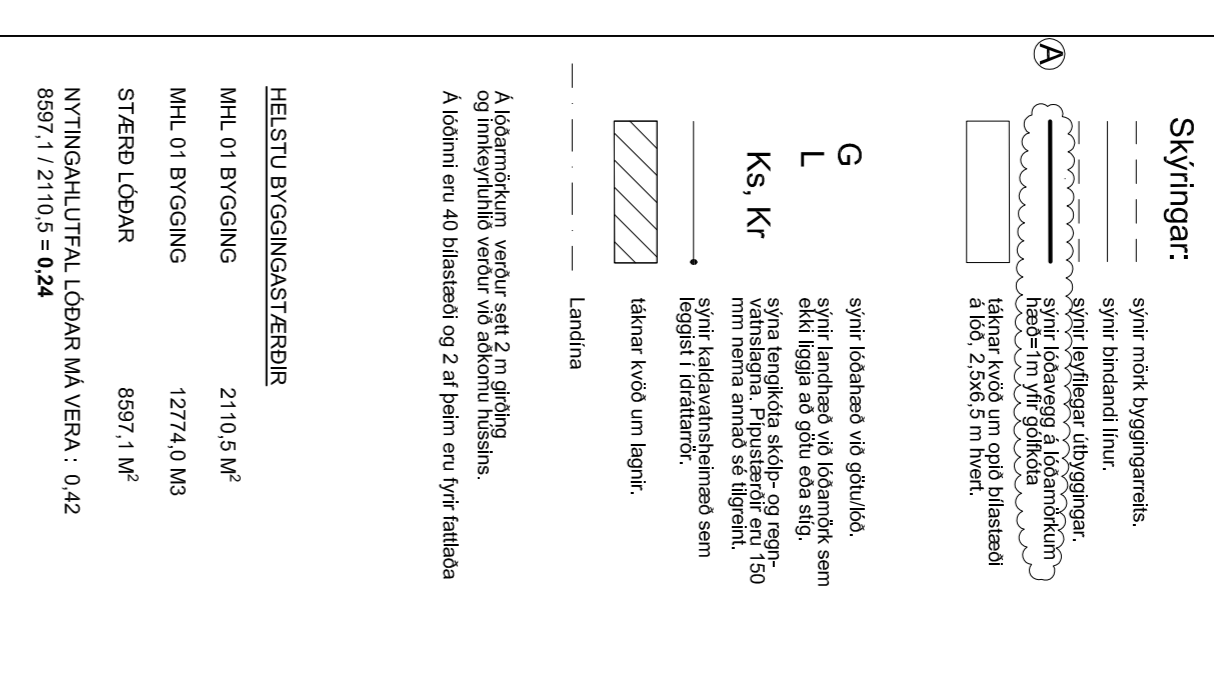 Skýringar:
sýnir mörk byggingarreits.
sýnir bindandi línur.
sýnir leyfilegar útbyggingar.
A
sýnir lóðavegg á lóðamörkum
hæð=1m yfir gólfkóta
táknar kvöð um opið bílastæði
á lóð, 2,5x6,5 m hvert.
G sýnir lóðahæð við götu/lóð.
L sýnir landhæð við lóðamörk sem
ekki liggja að götu eða stíg.
Ks, Kr sýna tengikóta skólp- og regn-
vatnslagna. Pípustærðir eru 150
mm nema annað sé tilgreint.
sýnir kaldavatnsheimæð sem
leggist í ídráttarrör.
táknar kvöð um lagnir.
Landína
Á lóðarmörkum verður sett 2 m girðing
og innkeyrluhlið verður við aðkomu hússins.
Á lóðinni eru 40 bílastæði og 2 af þeim eru fyrir fattlaða
HELSTU BYGGINGASTÆRÐIR
MHL 01 BYGGING 2110,5 M²
MHL 01 BYGGING 12774,0 M3
STÆRÐ LÓÐAR 8597,1 M²
NYTINGAHLUTFAL LÓÐAR MÁ VERA : 0,42
8597,1 / 2110,5 = 0,24